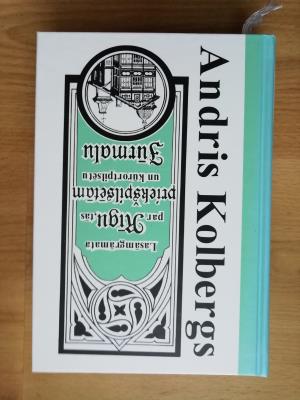 Andris Kolbergs
Lasāmgrāmata
par Rīgu, tās
priekšpilsētām
un kūrortpilsētu
Jūrmalu